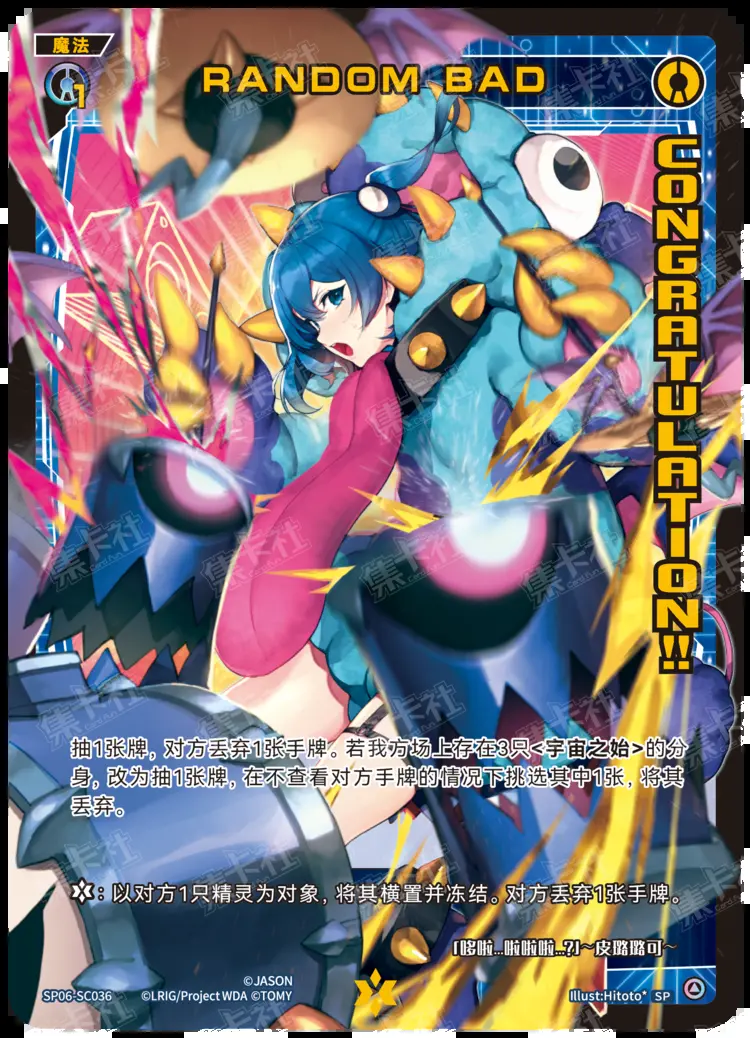 魔法
1
RANDOM BAD
CONGRATULATION!!
抽1张牌，对方丢弃1张手牌。若我方场上存在3只<宇宙之始>的分
身，改为抽1张牌，在不查看对方手牌的情况下挑选其中1张，将其
丢弃。
：以对方1只精灵为对象，将其横置并冻结。对方丢弃1张手牌。
「哆啦…啦啦啦…?」～皮璐璐可～
©JASON
SP06-SC036 ©LRIG/Project WDA ©TOMY Illust:Hitoto* SP
集卡社